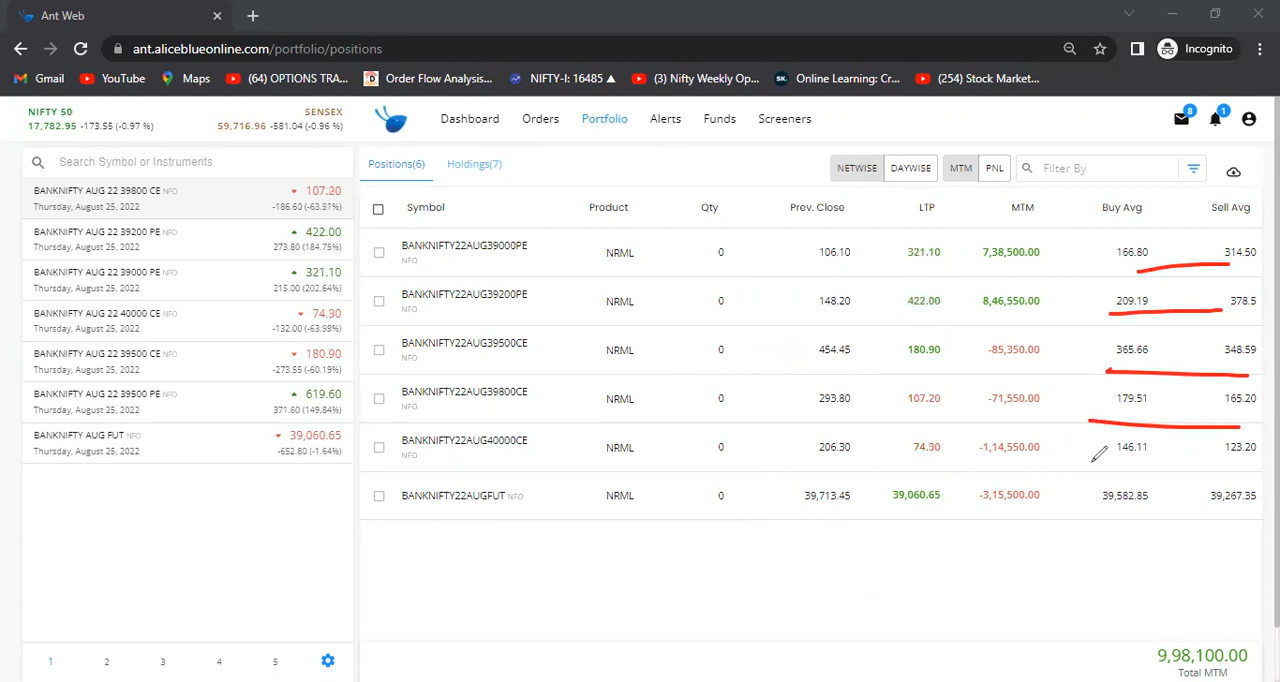 Ant Web
ant.aliceblueonline.com/portfolio/positions
Incognito
Gmail
YouTube
Maps
(64) OPTIONS TRA...
Order Flow Analysis...
NIFTY-I: 16485 ▲
(3) Nifty Weekly Op...
Online Learning: Cr...
(254) Stock Market...
NIFTY 50
17,782.95 -173.55 (-0.97 %)
SENSEX
59,716.96 -581.04 (-0.96 %)
Dashboard
Orders
Portfolio
Alerts
Funds
Screeners
8
1
Search Symbol or Instruments
BANKNIFTY AUG 22 39800 CE NFO 107.20
Thursday, August 25, 2022 -186.60 (-63.51%)
BANKNIFTY AUG 22 39200 PE NFO 422.00
Thursday, August 25, 2022 273.80 (184.75%)
BANKNIFTY AUG 22 39000 PE NFO 321.10
Thursday, August 25, 2022 215.00 (202.64%)
BANKNIFTY AUG 22 40000 CE NFO 74.30
Thursday, August 25, 2022 -132.00 (-63.98%)
BANKNIFTY AUG 22 39500 CE NFO 180.90
Thursday, August 25, 2022 -273.55 (-60.19%)
BANKNIFTY AUG 22 39500 PE NFO 619.60
Thursday, August 25, 2022 371.60 (149.84%)
BANKNIFTY AUG FUT NFO 39,060.65
Thursday, August 25, 2022 -652.80 (-1.64%)
1 2 3 4 5
Positions(6)
Holdings(7)
NETWISE DAYWISE
MTM PNL
Filter By
Symbol Product Qty Prev. Close LTP MTM Buy Avg Sell Avg
BANKNIFTY22AUG39000PE NRML 0 106.10 321.10 7,38,500.00 166.80 314.50
NFO
BANKNIFTY22AUG39200PE NRML 0 148.20 422.00 8,46,550.00 209.19 378.5
NFO
BANKNIFTY22AUG39500CE NRML 0 454.45 180.90 -85,350.00 365.66 348.59
NFO
BANKNIFTY22AUG39800CE NRML 0 293.80 107.20 -71,550.00 179.51 165.20
NFO
BANKNIFTY22AUG40000CE NRML 0 206.30 74.30 -1,14,550.00 146.11 123.20
NFO
BANKNIFTY22AUGFUT NFO NRML 0 39,713.45 39,060.65 -3,15,500.00 39,582.85 39,267.35
9,98,100.00
Total MTM